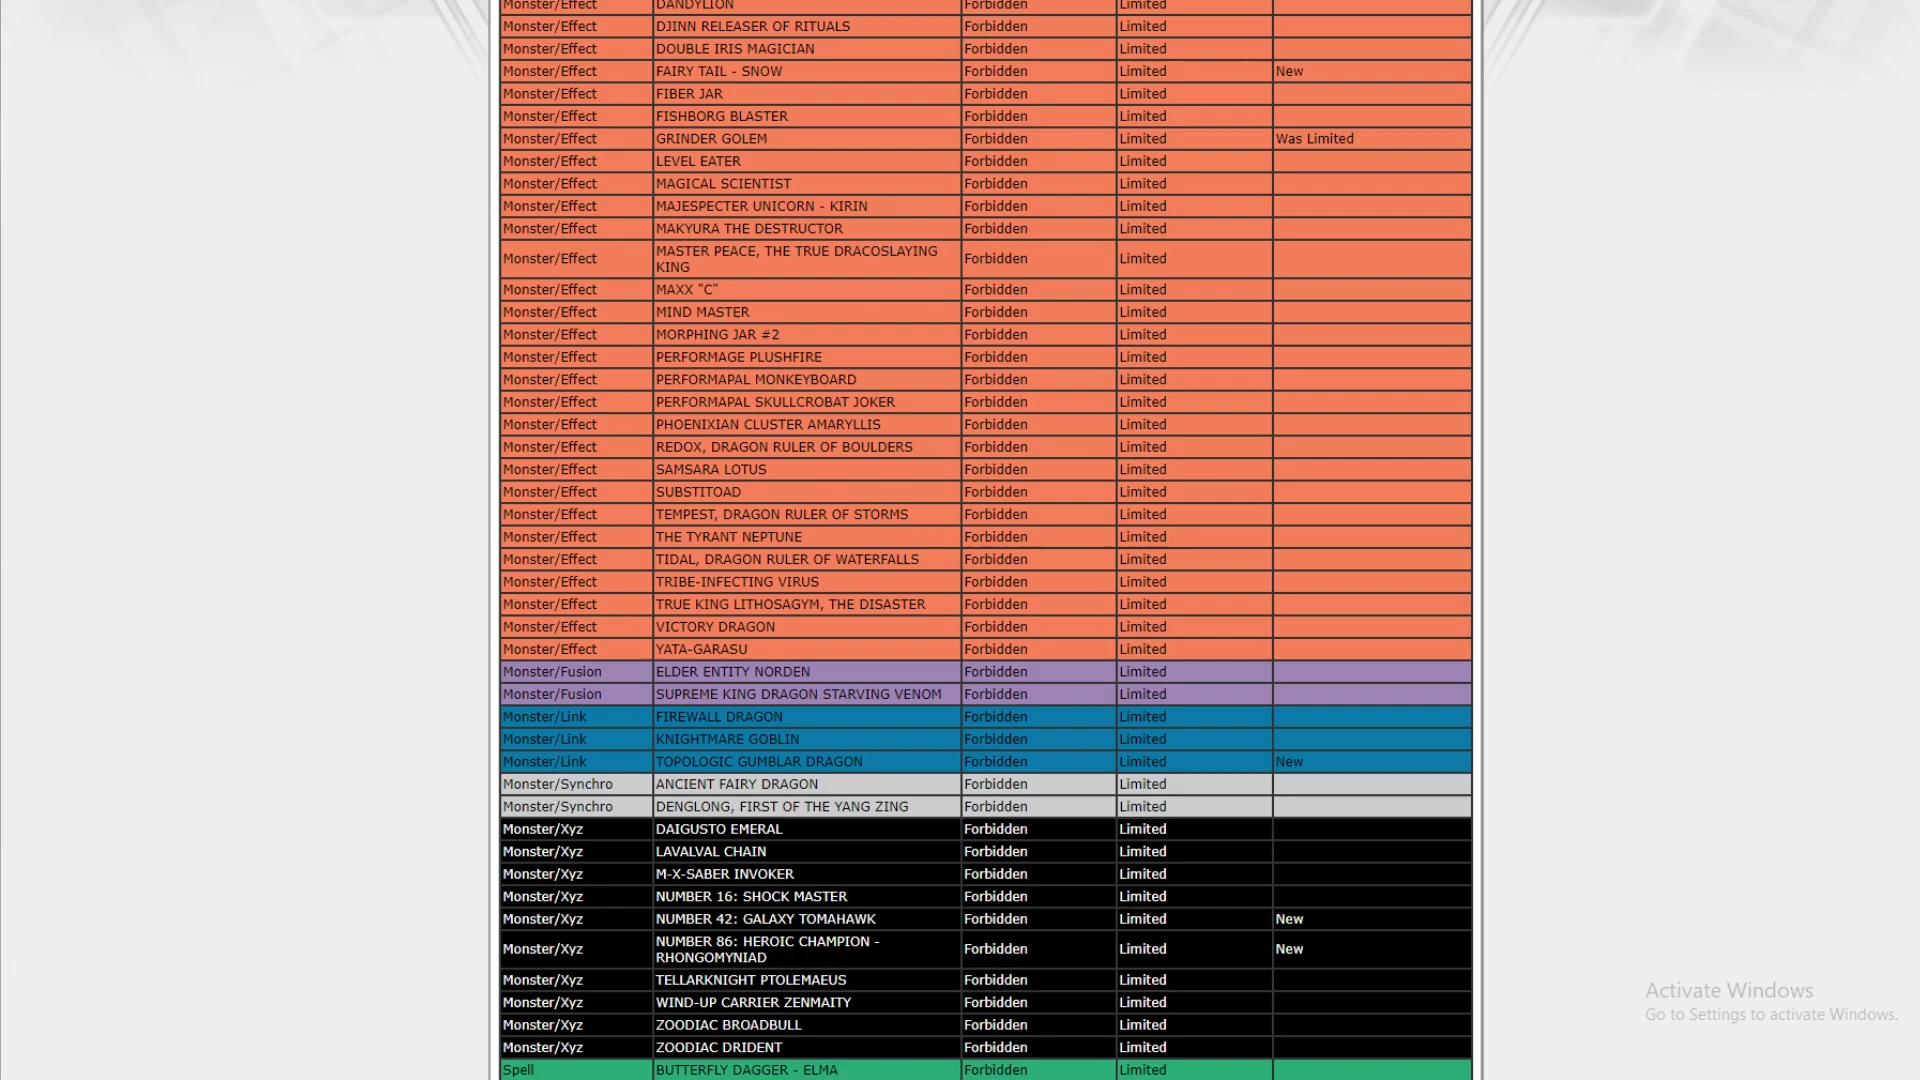 Monster/Effect DANDYLION Forbidden Limited
Monster/Effect DJINN RELEASER OF RITUALS Forbidden Limited
Monster/Effect DOUBLE IRIS MAGICIAN Forbidden Limited
Monster/Effect FAIRY TAIL - SNOW Forbidden Limited New
Monster/Effect FIBER JAR Forbidden Limited
Monster/Effect FISHBORG BLASTER Forbidden Limited
Monster/Effect GRINDER GOLEM Forbidden Limited Was Limited
Monster/Effect LEVEL EATER Forbidden Limited
Monster/Effect MAGICAL SCIENTIST Forbidden Limited
Monster/Effect MAJESPECTER UNICORN - KIRIN Forbidden Limited
Monster/Effect MAKYURA THE DESTRUCTOR Forbidden Limited
Monster/Effect MASTER PEACE, THE TRUE DRACOSLAYING
KING Forbidden Limited
Monster/Effect MAXX "C" Forbidden Limited
Monster/Effect MIND MASTER Forbidden Limited
Monster/Effect MORPHING JAR #2 Forbidden Limited
Monster/Effect PERFORMAGE PLUSHFIRE Forbidden Limited
Monster/Effect PERFORMAPAL MONKEYBOARD Forbidden Limited
Monster/Effect PERFORMAPAL SKULLCROBAT JOKER Forbidden Limited
Monster/Effect PHOENIXIAN CLUSTER AMARYLLIS Forbidden Limited
Monster/Effect REDOX, DRAGON RULER OF BOULDERS Forbidden Limited
Monster/Effect SAMSARA LOTUS Forbidden Limited
Monster/Effect SUBSTITOAD Forbidden Limited
Monster/Effect TEMPEST, DRAGON RULER OF STORMS Forbidden Limited
Monster/Effect THE TYRANT NEPTUNE Forbidden Limited
Monster/Effect TIDAL, DRAGON RULER OF WATERFALLS Forbidden Limited
Monster/Effect TRIBE-INFECTING VIRUS Forbidden Limited
Monster/Effect TRUE KING LITHOSAGYM, THE DISASTER Forbidden Limited
Monster/Effect VICTORY DRAGON Forbidden Limited
Monster/Effect YATA-GARASU Forbidden Limited
Monster/Fusion ELDER ENTITY NORDEN Forbidden Limited
Monster/Fusion SUPREME KING DRAGON STARVING VENOM Forbidden Limited
Monster/Link FIREWALL DRAGON Forbidden Limited
Monster/Link KNIGHTMARE GOBLIN Forbidden Limited
Monster/Link TOPOLOGIC GUMBLAR DRAGON Forbidden Limited New
Monster/Synchro ANCIENT FAIRY DRAGON Forbidden Limited
Monster/Synchro DENGLONG, FIRST OF THE YANG ZING Forbidden Limited
Monster/Xyz DAIGUSTO EMERAL Forbidden Limited
Monster/Xyz LAVALVAL CHAIN Forbidden Limited
Monster/Xyz M-X-SABER INVOKER Forbidden Limited
Monster/Xyz NUMBER 16: SHOCK MASTER Forbidden Limited
Monster/Xyz NUMBER 42: GALAXY TOMAHAWK Forbidden Limited New
Monster/Xyz NUMBER 86: HEROIC CHAMPION -
RHONGOMYNIAD Forbidden Limited New
Monster/Xyz TELLARKNIGHT PTOLEMAEUS Forbidden Limited
Monster/Xyz WIND-UP CARRIER ZENMAITY Forbidden Limited
Monster/Xyz ZOODIAC BROADBULL Forbidden Limited
Monster/Xyz ZOODIAC DRIDENT Forbidden Limited
Spell BUTTERFLY DAGGER - ELMA Forbidden Limited
Activate Windows
Go to Settings to activate Windows.